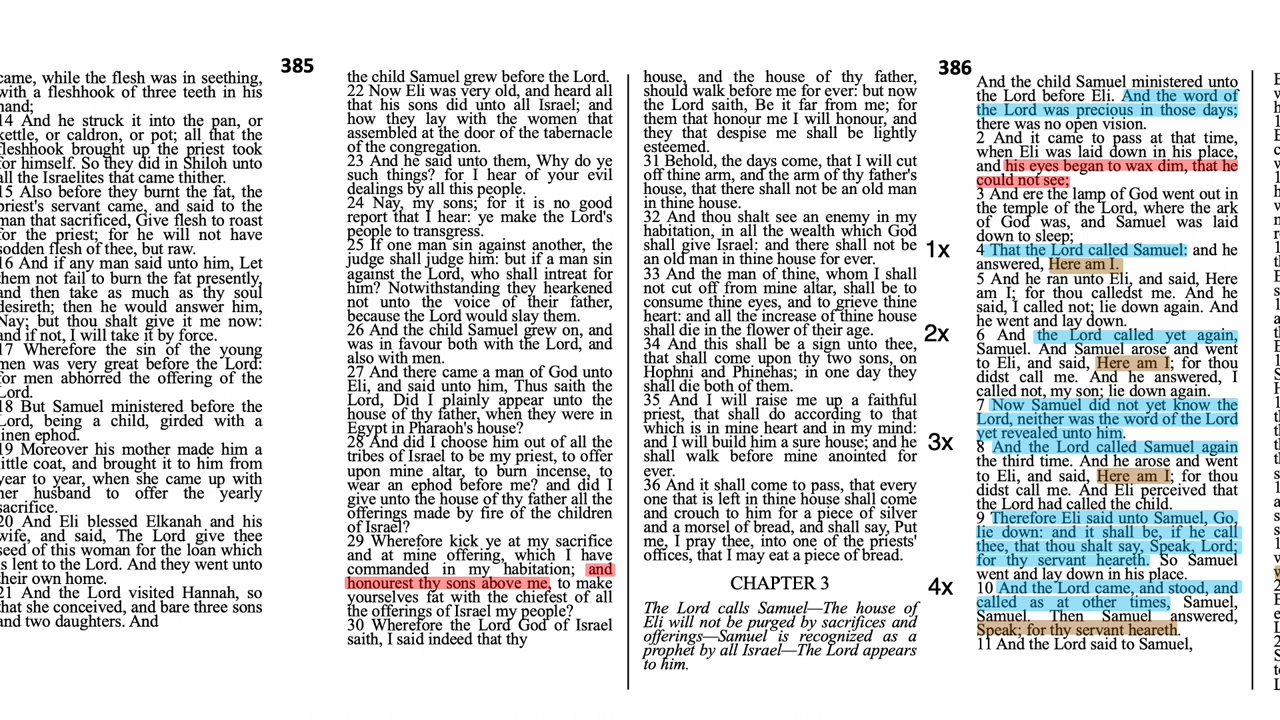 came, while the flesh was in seething,
with a fleshhook of three teeth in his
hand;
14 And he struck it into the pan, or
kettle, or caldron, or pot; all that the
fleshhook brought up the priest took
for himself. So they did in Shiloh unto
all the Israelites that came thither.
15 Also before they burnt the fat, the
priest's servant came, and said to the
man that sacrificed, Give flesh to roast
for the priest; for he will not have
sodden flesh of thee, but raw.
16 And if any man said unto him, Let
them not fail to burn the fat presently,
and then take as much as thy soul
desireth; then he would answer him,
Nay; but thou shalt give it me now:
and if not, I will take it by force.
17 Wherefore the sin of the young
men was very great before the Lord:
for men abhorred the offering of the
Lord.
18 But Samuel ministered before the
Lord, being a child, girded with a
linen ephod.
19 Moreover his mother made him a
little coat, and brought it to him from
year to year, when she came up with
her husband to offer the yearly
sacrifice.
20 And Eli blessed Elkanah and his
wife, and said, The Lord give thee
seed of this woman for the loan which
is lent to the Lord. And they went unto
their own home.
21 And the Lord visited Hannah, so
that she conceived, and bare three sons
and two daughters. And
385
the child Samuel grew before the Lord.
22 Now Eli was very old, and heard all
that his sons did unto all Israel; and
how they lay with the women that
assembled at the door of the tabernacle
of the congregation.
23 And he said unto them, Why do ye
such things? for I hear of your evil
dealings by all this people.
24 Nay, my sons; for it is no good
report that I hear: ye make the Lord's
people to transgress.
25 If one man sin against another, the
judge shall judge him: but if a man sin
against the Lord, who shall intreat for
him? Notwithstanding they hearkened
not unto the voice of their father,
because the Lord would slay them.
26 And the child Samuel grew on, and
was in favour both with the Lord, and
also with men.
27 And there came a man of God unto
Eli, and said unto him, Thus saith the
Lord, Did I plainly appear unto the
house of thy father, when they were in
Egypt in Pharaoh's house?
28 And did I choose him out of all the
tribes of Israel to be my priest, to offer
upon mine altar, to burn incense, to
wear an ephod before me? and did I
give unto the house of thy father all the
offerings made by fire of the children
of Israel?
29 Wherefore kick ye at my sacrifice
and at mine offering, which I have
commanded in my habitation; and
honourest thy sons above me, to make
yourselves fat with the chiefest of all
the offerings of Israel my people?
30 Wherefore the Lord God of Israel
saith, I said indeed that thy
house, and the house of thy father,
should walk before me for ever: but now
the Lord saith, Be it far from me; for
them that honour me I will honour, and
they that despise me shall be lightly
esteemed.
31 Behold, the days come, that I will cut
off thine arm, and the arm of thy father's
house, that there shall not be an old man
in thine house.
32 And thou shalt see an enemy in my
habitation, in all the wealth which God
shall give Israel: and there shall not be
an old man in thine house for ever.
33 And the man of thine, whom I shall
not cut off from mine altar, shall be to
consume thine eyes, and to grieve thine
heart: and all the increase of thine house
shall die in the flower of their age.
34 And this shall be a sign unto thee,
that shall come upon thy two sons, on
Hophni and Phinehas; in one day they
shall die both of them.
35 And I will raise me up a faithful
priest, that shall do according to that
which is in mine heart and in my mind:
and I will build him a sure house; and he
shall walk before mine anointed for
ever.
36 And it shall come to pass, that every
one that is left in thine house shall come
and crouch to him for a piece of silver
and a morsel of bread, and shall say, Put
me, I pray thee, into one of the priests'
offices, that I may eat a piece of bread.
CHAPTER 3
The Lord calls Samuel—The house of
Eli will not be purged by sacrifices and
offerings—Samuel is recognized as a
prophet by all Israel—The Lord appears
to him.
386
And the child Samuel ministered unto
the Lord before Eli. And the word of
the Lord was precious in those days;
there was no open vision.
2 And it came to pass at that time,
when Eli was laid down in his place,
and his eyes began to wax dim, that he
could not see;
3 And ere the lamp of God went out in
the temple of the Lord, where the ark
of God was, and Samuel was laid
down to sleep;
1x
4 That the Lord called Samuel: and he
answered, Here am I.
5 And he ran unto Eli, and said, Here
am I; for thou calledst me. And he
said, I called not; lie down again. And
he went and lay down.
2x
6 And the Lord called yet again,
Samuel. And Samuel arose and went
to Eli, and said, Here am I; for thou
didst call me. And he answered, I
called not, my son; lie down again.
7 Now Samuel did not yet know the
Lord, neither was the word of the Lord
yet revealed unto him.
3x
8 And the Lord called Samuel again
the third time. And he arose and went
to Eli, and said, Here am I; for thou
didst call me. And Eli perceived that
the Lord had called the child.
9 Therefore Eli said unto Samuel, Go,
lie down: and it shall be, if he call
thee, that thou shalt say, Speak, Lord;
for thy servant heareth. So Samuel
went and lay down in his place.
4x
10 And the Lord came, and stood, and
called as at other times, Samuel,
Samuel. Then Samuel answered,
Speak; for thy servant heareth.
11 And the Lord said to Samuel,